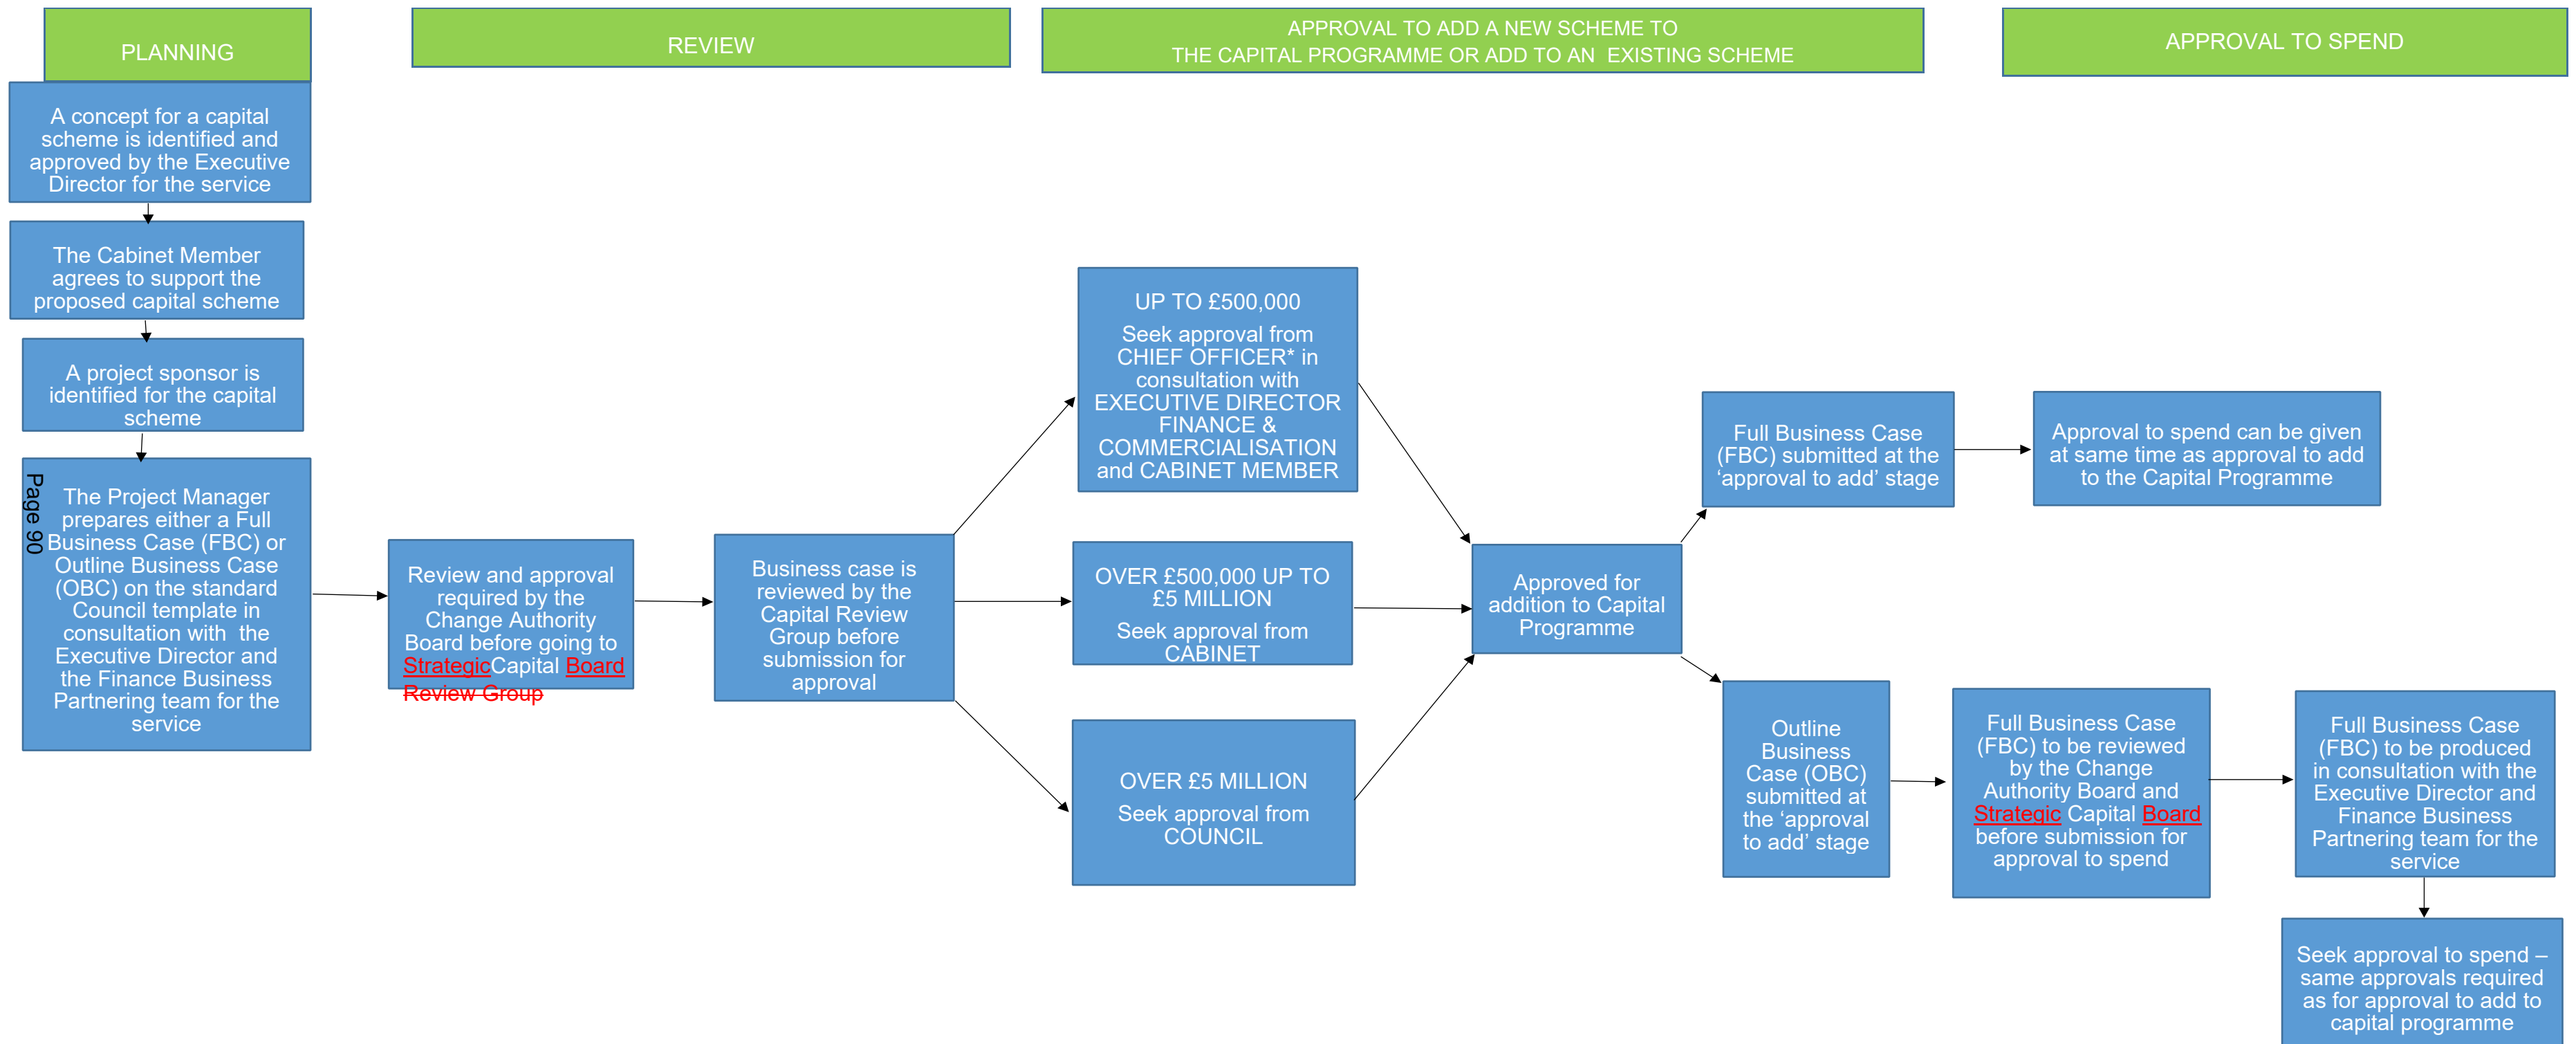 PLANNING
REVIEW
APPROVAL TO ADD A NEW SCHEME TO
THE CAPITAL PROGRAMME OR ADD TO AN EXISTING SCHEME
APPROVAL TO SPEND
A concept for a capital
scheme is identified and
approved by the Executive
Director for the service
The Cabinet Member
agrees to support the
proposed capital scheme
A project sponsor is
identified for the capital
scheme
Page 90
The Project Manager
prepares either a Full
Business Case (FBC) or
Outline Business Case
(OBC) on the standard
Council template in
consultation with the
Executive Director and
the Finance Business
Partnering team for the
service
Review and approval
required by the
Change Authority
Board before going to
StrategicCapital Board
Review Group
Business case is
reviewed by the
Capital Review
Group before
submission for
approval
UP TO £500,000
Seek approval from
CHIEF OFFICER* in
consultation with
EXECUTIVE DIRECTOR
FINANCE &
COMMERCIALISATION
and CABINET MEMBER
OVER £500,000 UP TO
£5 MILLION
Seek approval from
CABINET
OVER £5 MILLION
Seek approval from
COUNCIL
Approved for
addition to Capital
Programme
Full Business Case
(FBC) submitted at the
‘approval to add’ stage
Approval to spend can be given
at same time as approval to add
to the Capital Programme
Outline
Business
Case (OBC)
submitted at
the ‘approval
to add’ stage
Full Business Case
(FBC) to be reviewed
by the Change
Authority Board and
Strategic Capital Board
before submission for
approval to spend
Full Business Case
(FBC) to be produced
in consultation with the
Executive Director and
Finance Business
Partnering team for the
service
Seek approval to spend –
same approvals required
as for approval to add to
capital programme